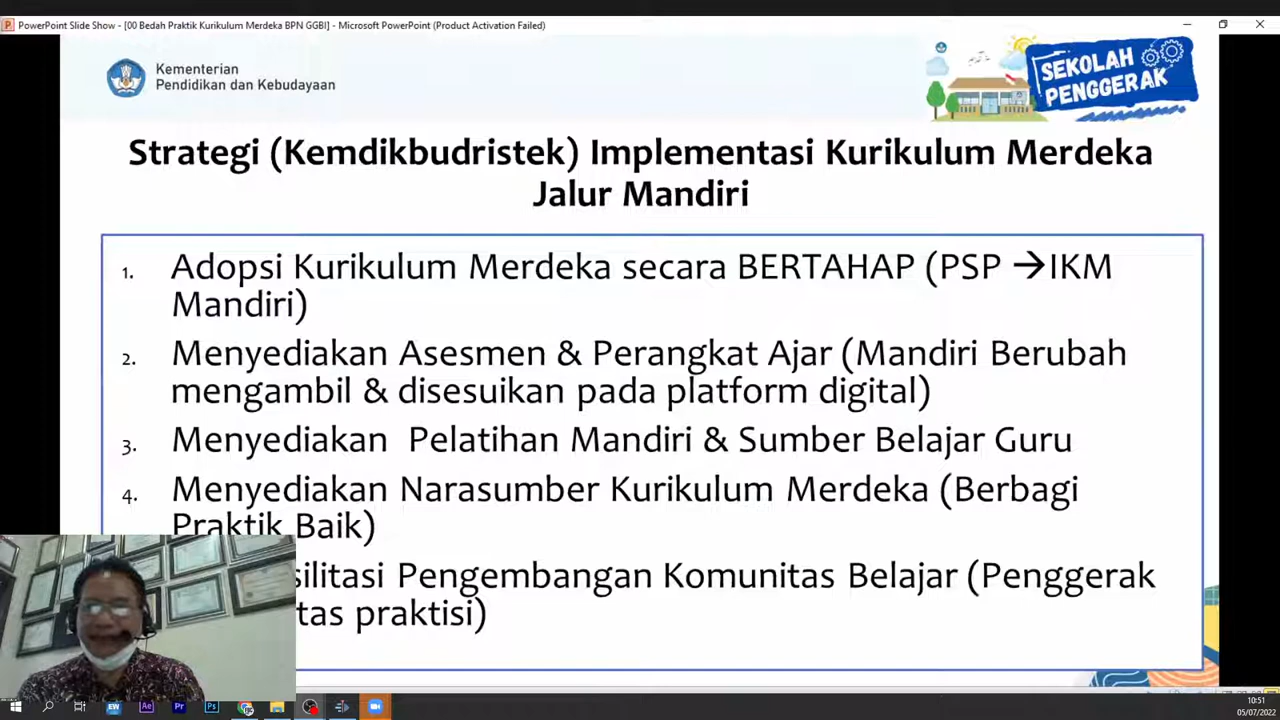 PowerPoint Slide Show - [00 Bedah Praktik Kurikulum Merdeka BPN GGBI] - Microsoft PowerPoint (Product Activation Failed)
Kementerian
Pendidikan dan Kebudayaan
SEKOLAH
PENGGERAK
Strategi (Kemdikbudristek) Implementasi Kurikulum Merdeka
Jalur Mandiri
1. Adopsi Kurikulum Merdeka secara BERTAHAP (PSP →IKM
Mandiri)
2. Menyediakan Asesmen & Perangkat Ajar (Mandiri Berubah
mengambil & disesuikan pada platform digital)
3. Menyediakan Pelatihan Mandiri & Sumber Belajar Guru
4. Menyediakan Narasumber Kurikulum Merdeka (Berbagi
Praktik Baik)
silitasi Pengembangan Komunitas Belajar (Penggerak
tas praktisi)
EW Ae Pr Ps
10:51
05/07/2022